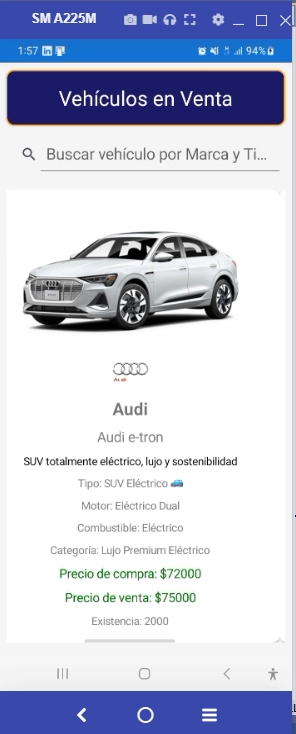 SM A225M
1:57
94%
Vehículos en Venta
Buscar vehículo por Marca y Ti...
Audi
Audi
Audi e-tron
SUV totalmente eléctrico, lujo y sostenibilidad
Tipo: SUV Eléctrico 🚙
Motor: Eléctrico Dual
Combustible: Eléctrico
Categoría: Lujo Premium Eléctrico
Precio de compra: $72000
Precio de venta: $75000
Existencia: 2000